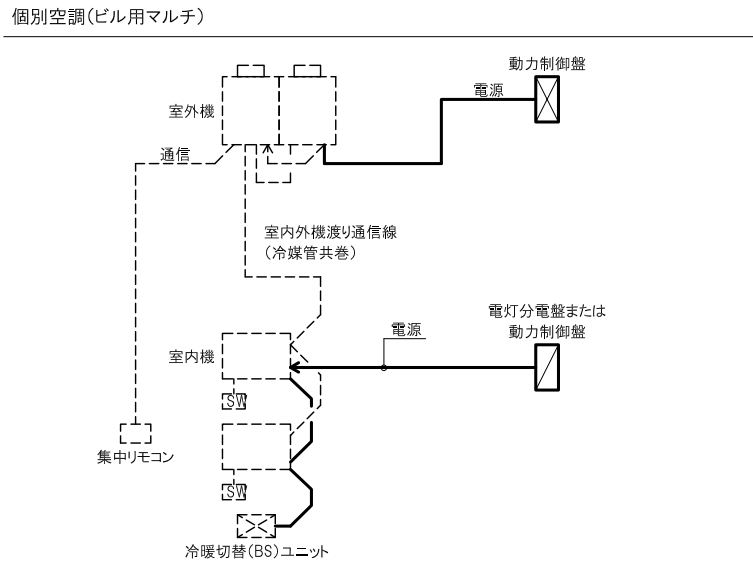 個別空調(ビル用マルチ)
動力制御盤
電源
室外機
通信
室内外機渡り通信線
(冷媒管共巻)
電灯分電盤または
動力制御盤
電源
室内機
SW
集中リモコン
SW
冷暖切替(BS)ユニット